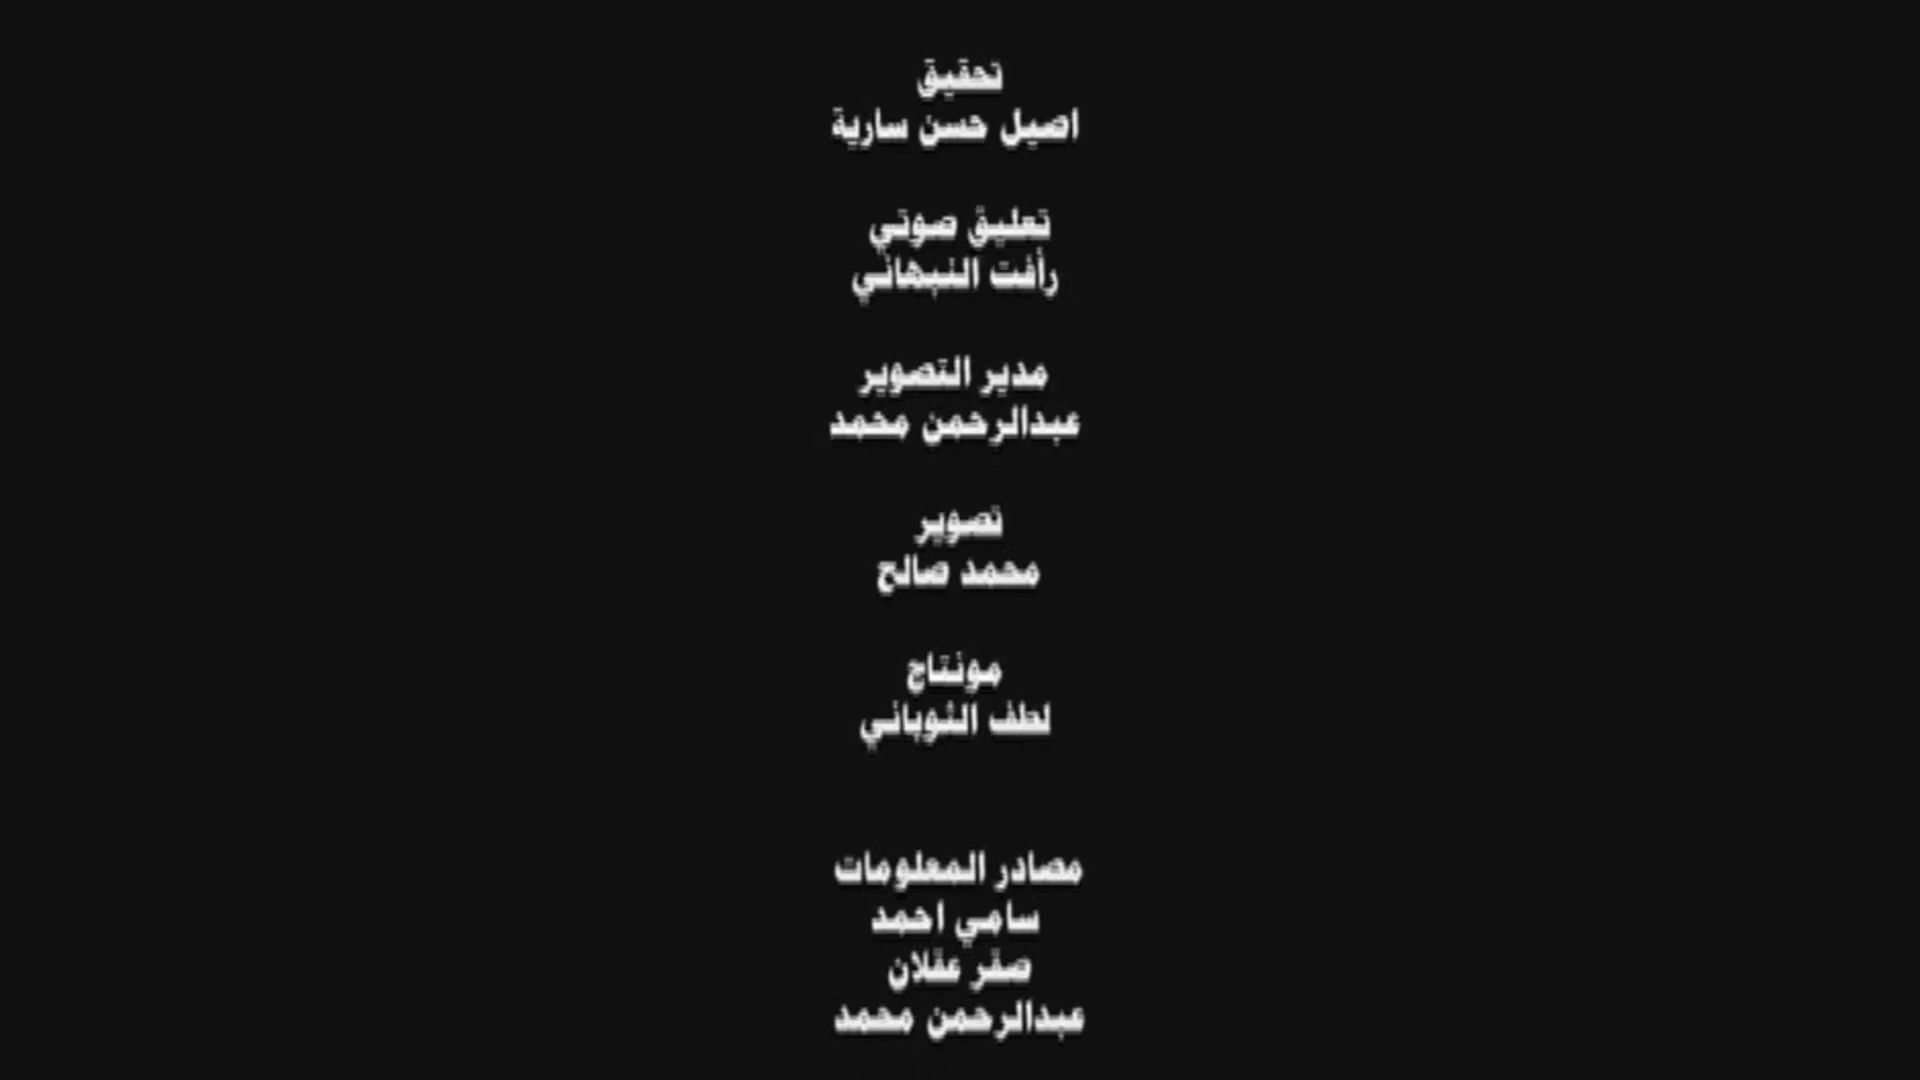 تحقيق
اصيل حسن سارية
تعليق صوتي
رأفت النبهاني
مدير التصوير
عبدالرحمن محمد
تصوير
محمد صالح
مونتاج
لطف الثوباني
مصادر المعلومات
سامي احمد
صقر عقلان
عبدالرحمن محمد